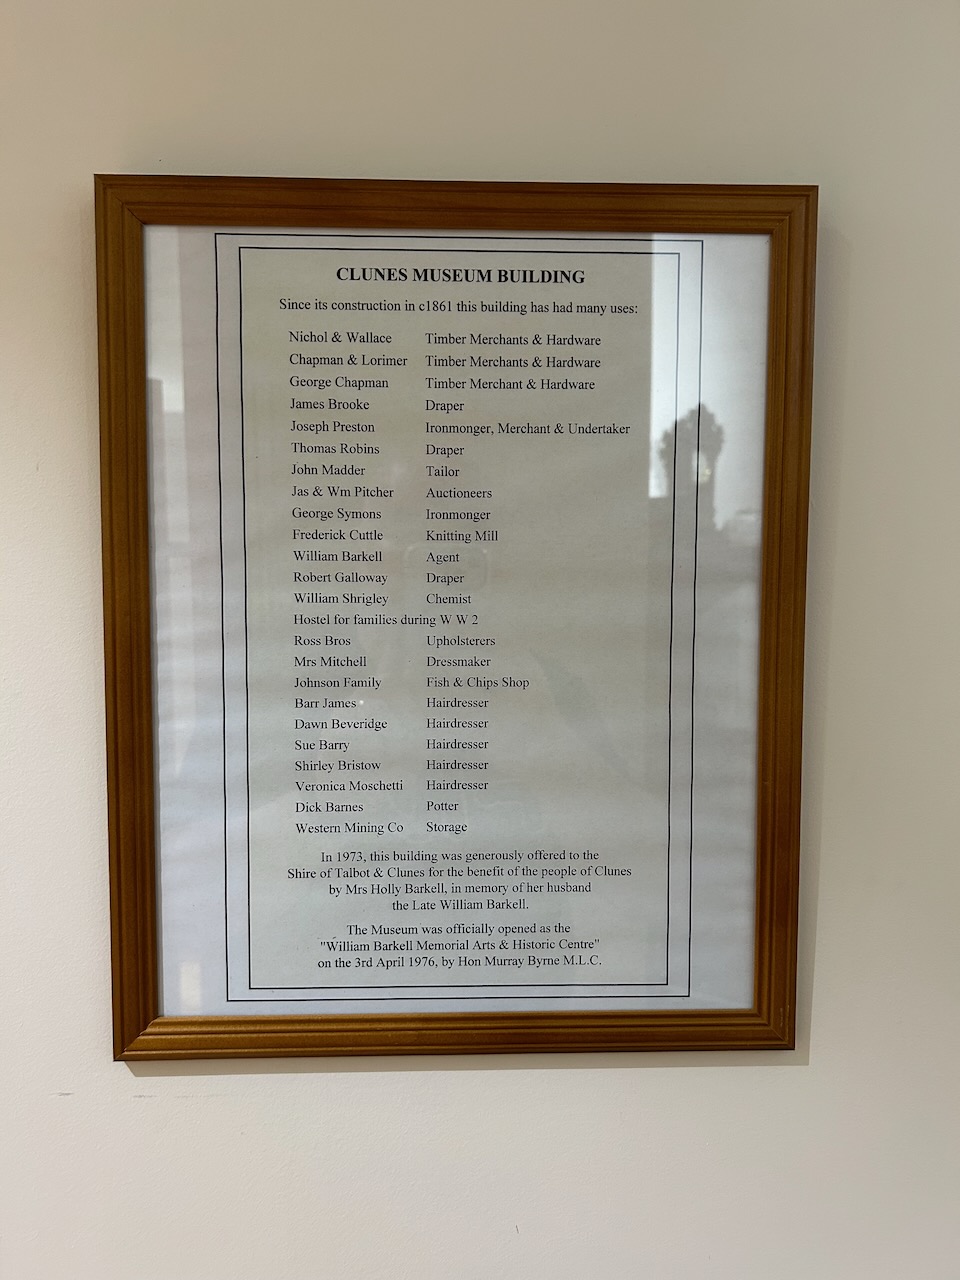 CLUNES MUSEUM BUILDING
Since its construction in c1861 this building has had many uses:
Nichol & Wallace Timber Merchants & Hardware
Chapman & Lorimer Timber Merchants & Hardware
George Chapman Timber Merchant & Hardware
James Brooke Draper
Joseph Preston Ironmonger, Merchant & Undertaker
Thomas Robins Draper
John Madder Tailor
Jas & Wm Pitcher Auctioneers
George Symons Ironmonger
Frederick Cuttle Knitting Mill
William Barkell Agent
Robert Galloway Draper
William Shrigley Chemist
Hostel for families during W W 2
Ross Bros Upholsterers
Mrs Mitchell Dressmaker
Johnson Family Fish & Chips Shop
Barr James Hairdresser
Dawn Beveridge Hairdresser
Sue Barry Hairdresser
Shirley Bristow Hairdresser
Veronica Moschetti Hairdresser
Dick Barnes Potter
Western Mining Co Storage
In 1973, this building was generously offered to the
Shire of Talbot & Clunes for the benefit of the people of Clunes
by Mrs Holly Barkell, in memory of her husband
the Late William Barkell.
The Museum was officially opened as the
"William Barkell Memorial Arts & Historic Centre"
on the 3rd April 1976, by Hon Murray Byrne M.L.C.